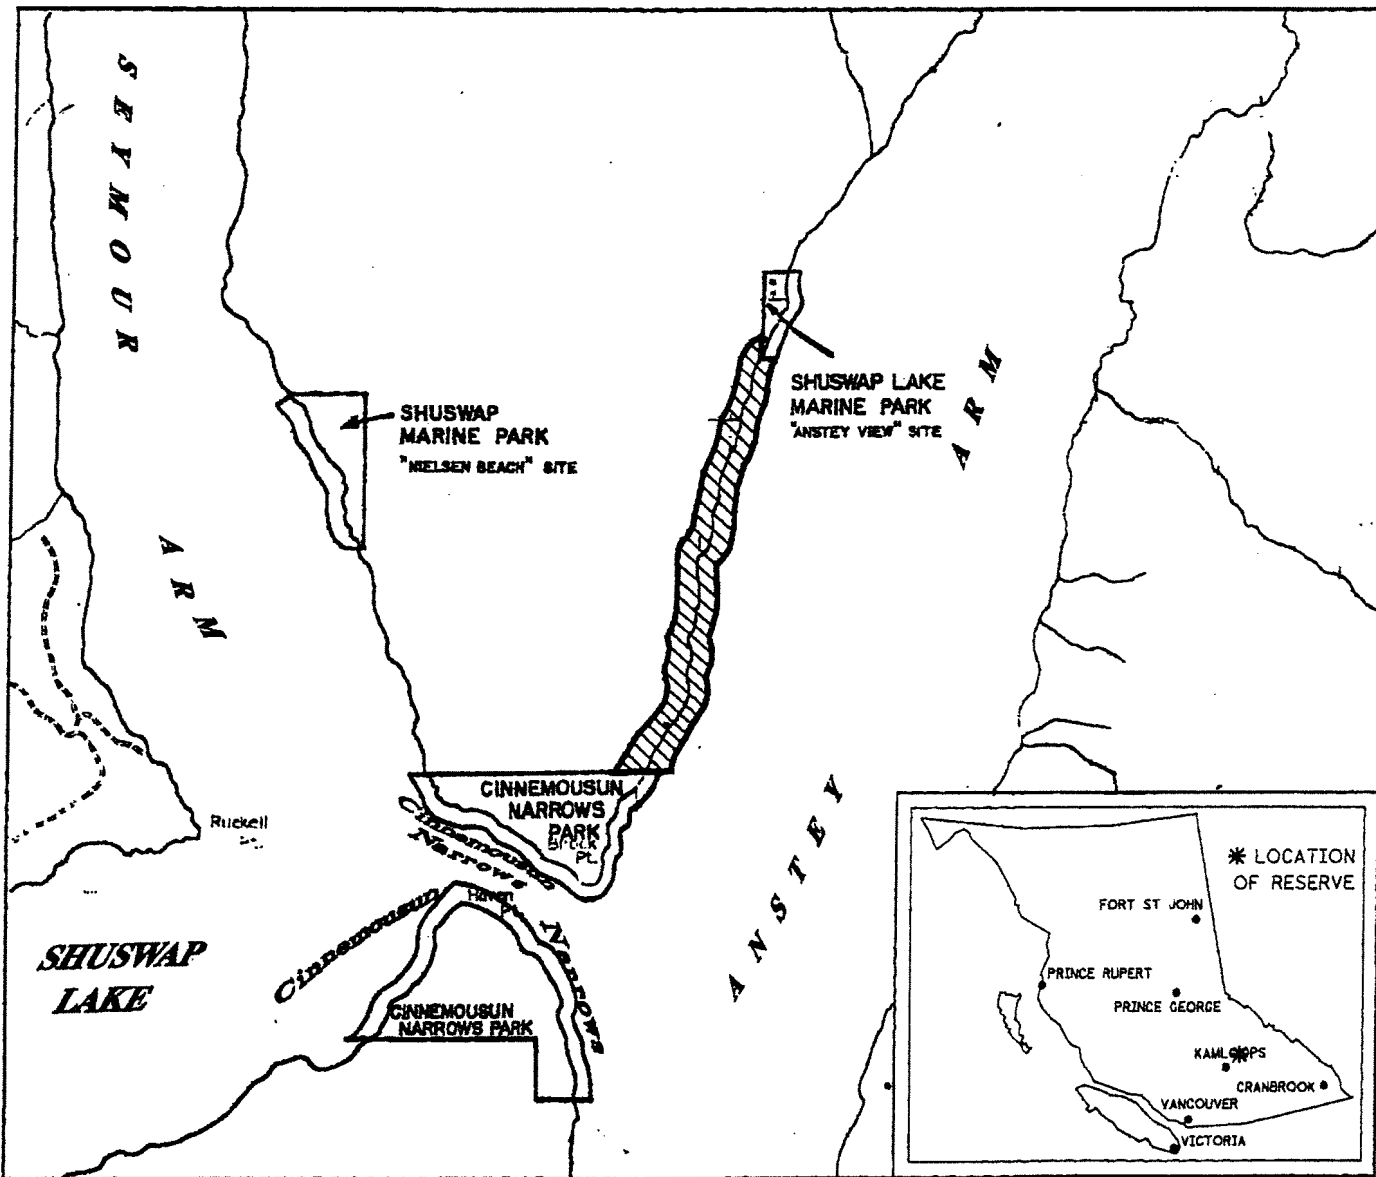 SEYMOUR
ARM
SHUSWAP
MARINE PARK
"NIELSEN BEACH" SITE
SHUSWAP LAKE
MARINE PARK
"ANSTEY VIEW" SITE
ARM
ANSTEY
CINNEMOUSUN
NARROWS
PARK
Brock
Pt.
Cinnemousun
Narrows
Ruckell
Haven
Cinnemousun
Narrows
SHUSWAP
LAKE
CINNEMOUSUN
NARROWS PARK
* LOCATION
OF RESERVE
FORT ST JOHN
PRINCE RUPERT
PRINCE GEORGE
KAMLOOPS
CRANBROOK
VANCOUVER
VICTORIA